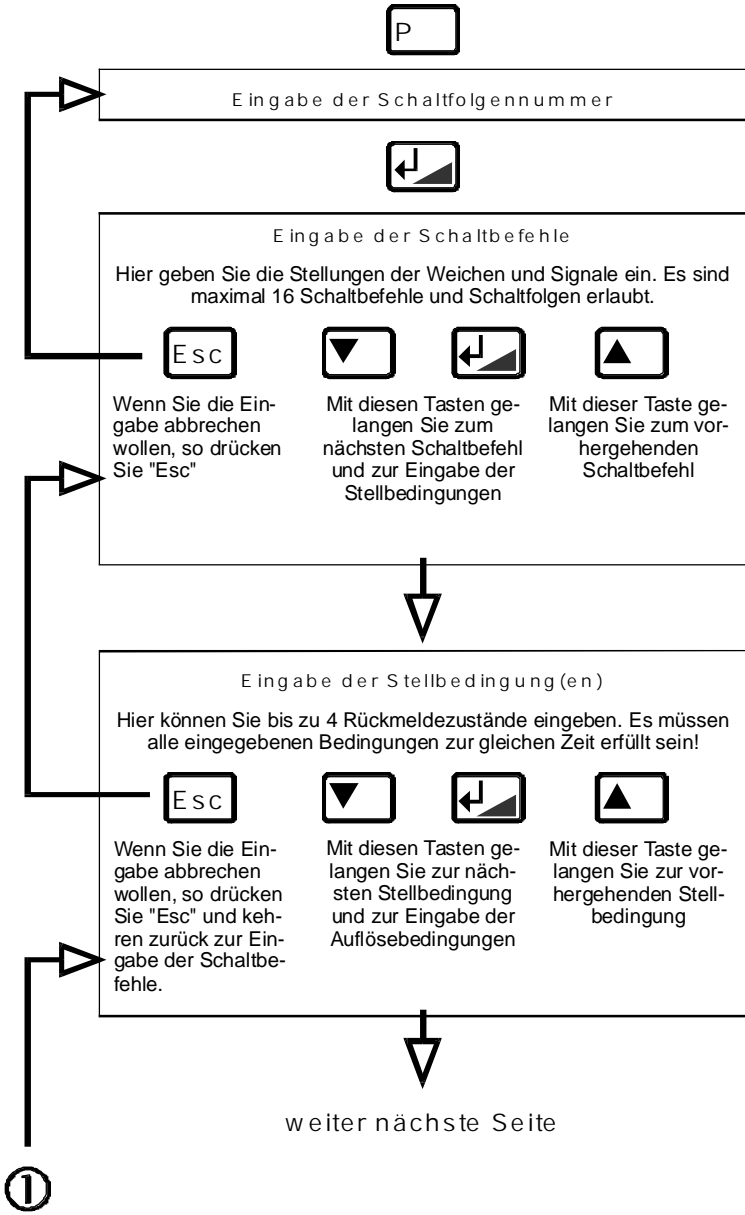 P
Eingabe der Schaltfolgennummer
Eingabe der Schaltbefehle
Hier geben Sie die Stellungen der Weichen und Signale ein. Es sind
maximal 16 Schaltbefehle und Schaltfolgen erlaubt.
Esc
Wenn Sie die Ein-
gabe abbrechen
wollen, so drücken
Sie "Esc"
Mit diesen Tasten ge-
langen Sie zum
nächsten Schaltbefehl
und zur Eingabe der
Stellbedingungen
Mit dieser Taste ge-
langen Sie zum vor-
hergehenden
Schaltbefehl
Eingabe der Stellbedingung(en)
Hier können Sie bis zu 4 Rückmeldezustände eingeben. Es müssen
alle eingegebenen Bedingungen zur gleichen Zeit erfüllt sein!
Esc
Wenn Sie die Ein-
gabe abbrechen
wollen, so drücken
Sie "Esc" und keh-
ren zurück zur Ein-
gabe der Schaltbe-
fehle.
Mit diesen Tasten ge-
langen Sie zur näch-
sten Stellbedingung
und zur Eingabe der
Auflösebedingungen
Mit dieser Taste ge-
langen Sie zur vor-
hergehenden Stell-
bedingung
weiter nächste Seite
①